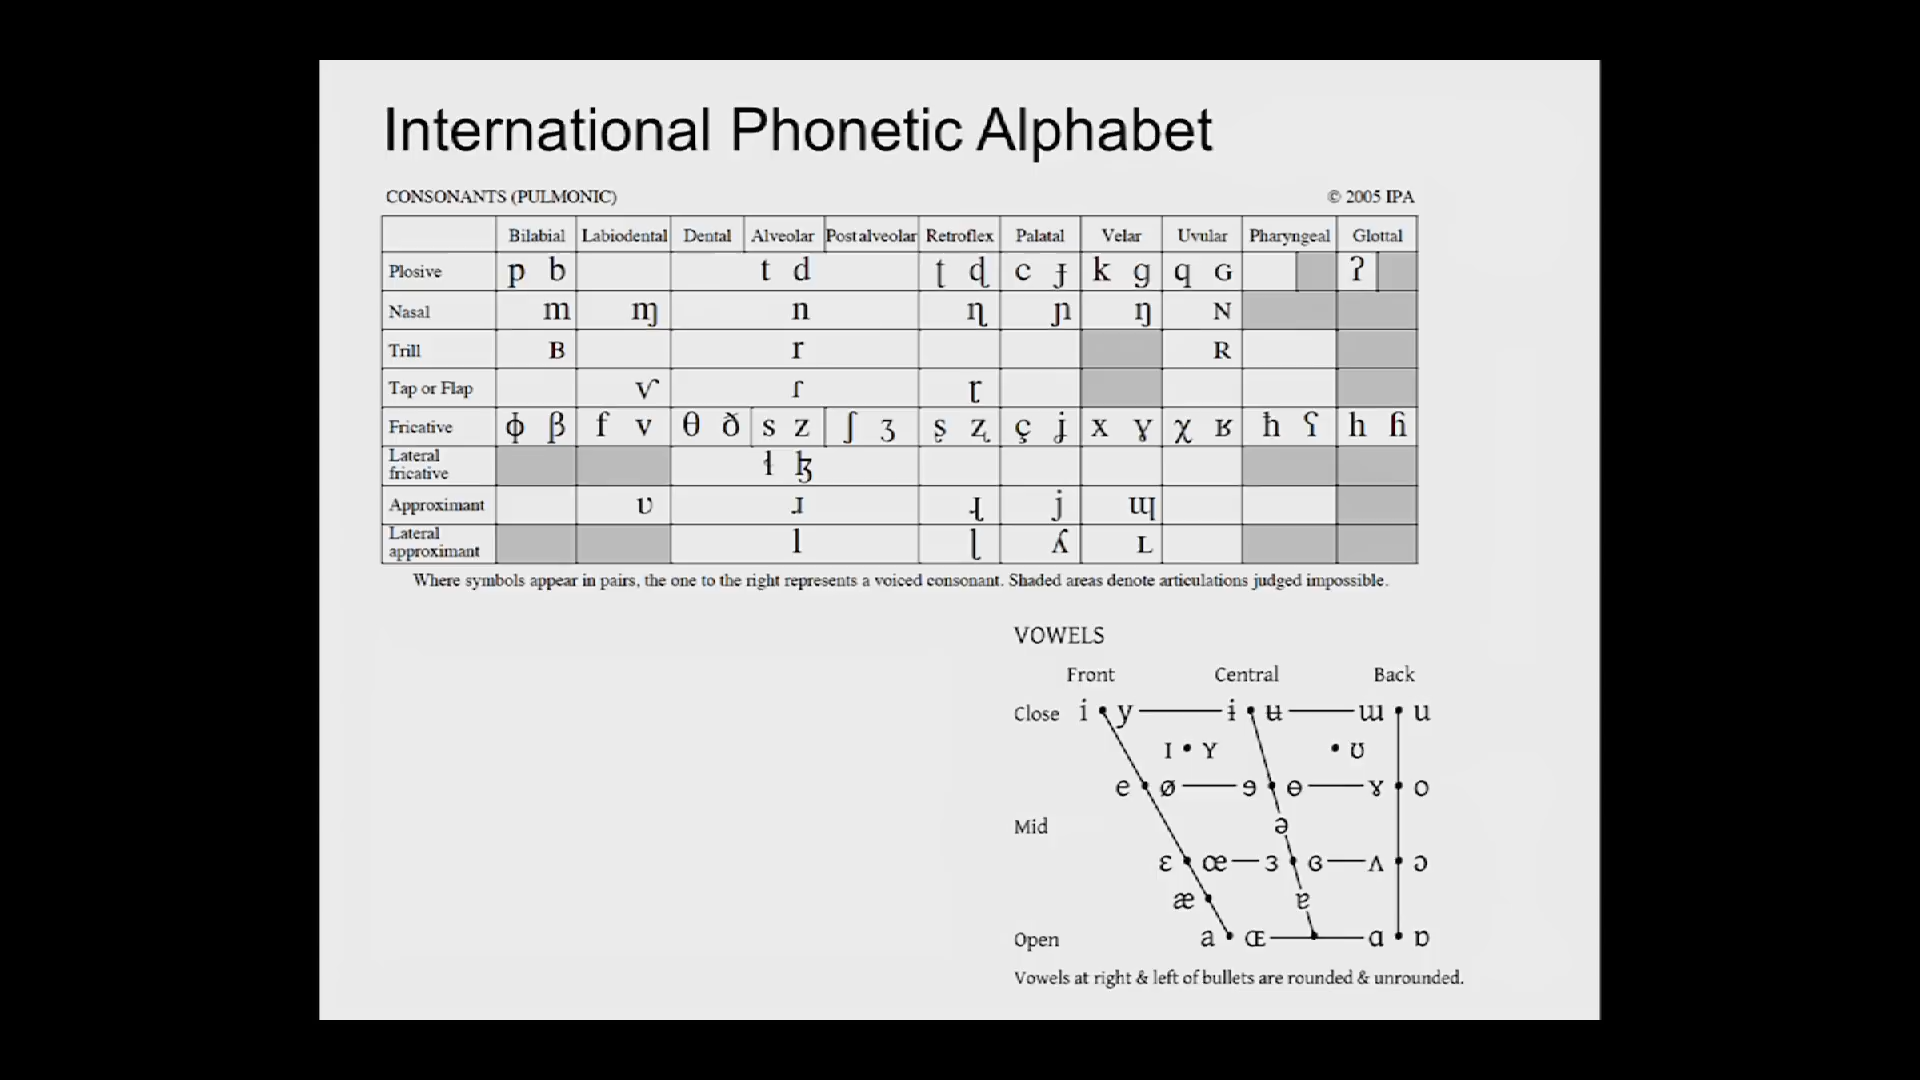 International Phonetic Alphabet
CONSONANTS (PULMONIC) © 2005 IPA
Bilabial Labiodental Dental Alveolar Postalveolar Retroflex Palatal Velar Uvular Pharyngeal Glottal
Plosive p b t d ʈ ɖ c ɟ k ɡ q ɢ ʔ
Nasal m ɱ n ɳ ɲ ŋ ɴ
Trill ʙ r ʀ
Tap or Flap ⱱ ɾ ɽ
Fricative ɸ β f v θ ð s z ʃ ʒ ʂ ʐ ç ʝ x ɣ χ ʁ ħ ʕ h ɦ
Lateral
fricative ɬ ɮ
Approximant ʋ ɹ ɻ j ɰ
Lateral
approximant l ɭ ʎ ʟ
Where symbols appear in pairs, the one to the right represents a voiced consonant. Shaded areas denote articulations judged impossible.
VOWELS
Front Central Back
Close i y ɨ ʉ ɯ u
ɪ ʏ ʊ
e ø ɘ ɵ ɤ o
Mid ə
ɛ œ ɜ ɞ ʌ ɔ
æ ɐ
Open a ɶ ɑ ɒ
Vowels at right & left of bullets are rounded & unrounded.